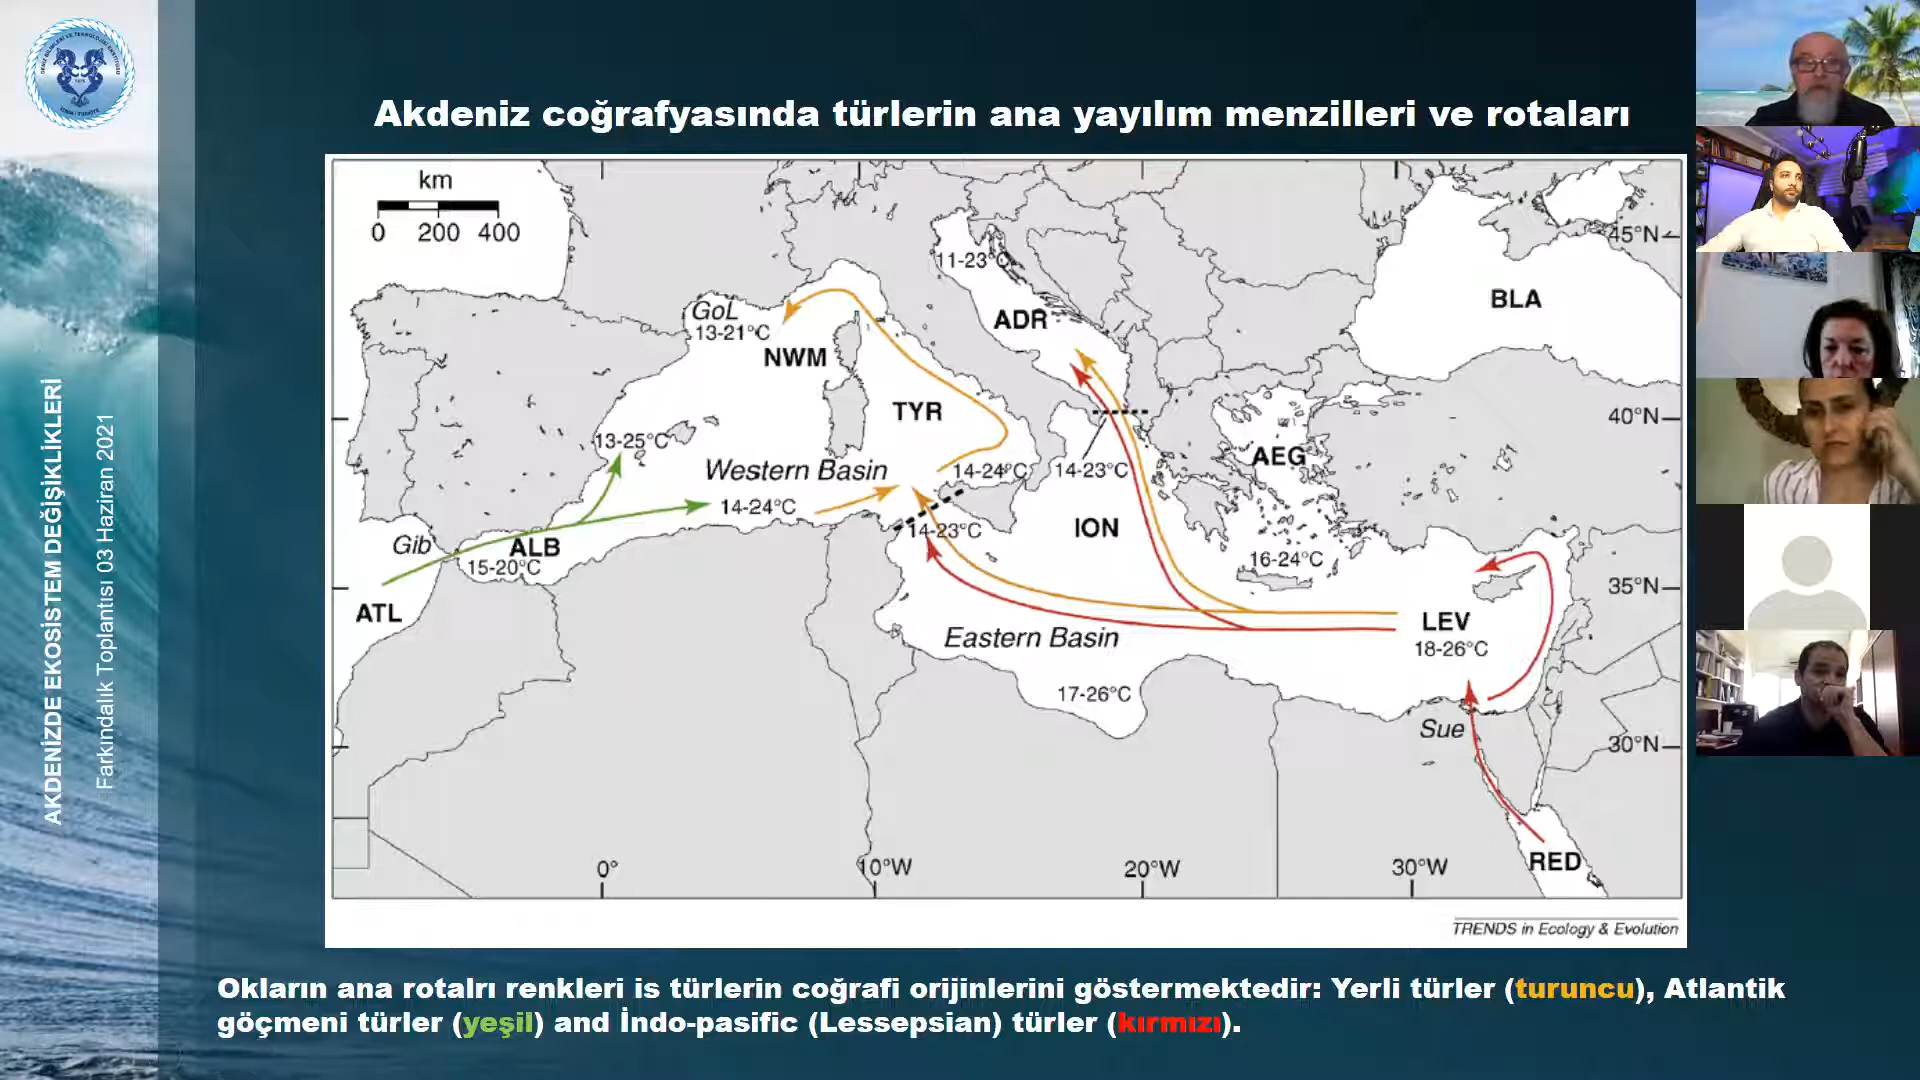 Akdeniz coğrafyasında türlerin ana yayılım menzilleri ve rotaları
AKDENİZDE EKOSİSTEM DEĞİŞİKLİKLERİ
Farkındalık Toplantısı 03 Haziran 2021
km
0 200 400
45°N
11-23°C
BLA
GoL
13-21°C
ADR
NWM
TYR
40°N
13-25°C
AEG
Western Basin
14-24°C
14-23°C
14-24°C
14-23°C
ION
Gib
ALB
15-20°C
16-24°C
35°N
ATL
LEV
18-26°C
Eastern Basin
17-26°C
Sue
30°N
0°
10°W
20°W
30°W
RED
TRENDS in Ecology & Evolution
Okların ana rotalrı renkleri is türlerin coğrafi orijinlerini göstermektedir: Yerli türler (turuncu), Atlantik
göçmeni türler (yeşil) and İndo-pasific (Lessepsian) türler (kırmızı).